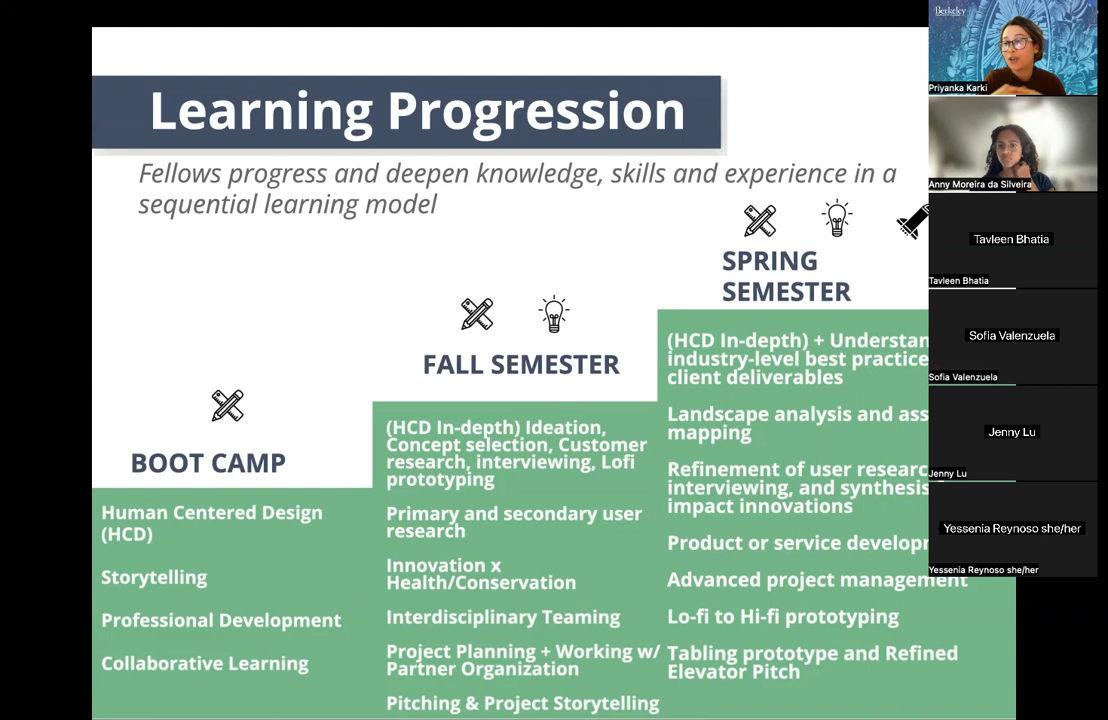 Learning Progression
Fellows progress and deepen knowledge, skills and experience in a
sequential learning model
BOOT CAMP
Human Centered Design
(HCD)
Storytelling
Professional Development
Collaborative Learning
FALL SEMESTER
(HCD In-depth) Ideation,
Concept selection, Customer
research, interviewing, Lofi
prototyping
Primary and secondary user
research
Innovation x
Health/Conservation
Interdisciplinary Teaming
Project Planning + Working w/
Partner Organization
Pitching & Project Storytelling
SPRING
SEMESTER
(HCD In-depth) +
industry-level best
client deliverables
Landscape analysis and
mapping
Refinement of user
interviewing, and synthesis
impact innovations
Product or service
Advanced project management
Lo-fi to Hi-fi prototyping
Tabling prototype and Refined
Elevator Pitch
Berkeley
Priyanka Karki
Anny Moreira da Silveira
Tavleen Bhatia
Tavleen Bhatia
Sofia Valenzuela
Sofia Valenzuela
Jenny Lu
Jenny Lu
Yessenia Reynoso she/her
Yessenia Reynoso she/her